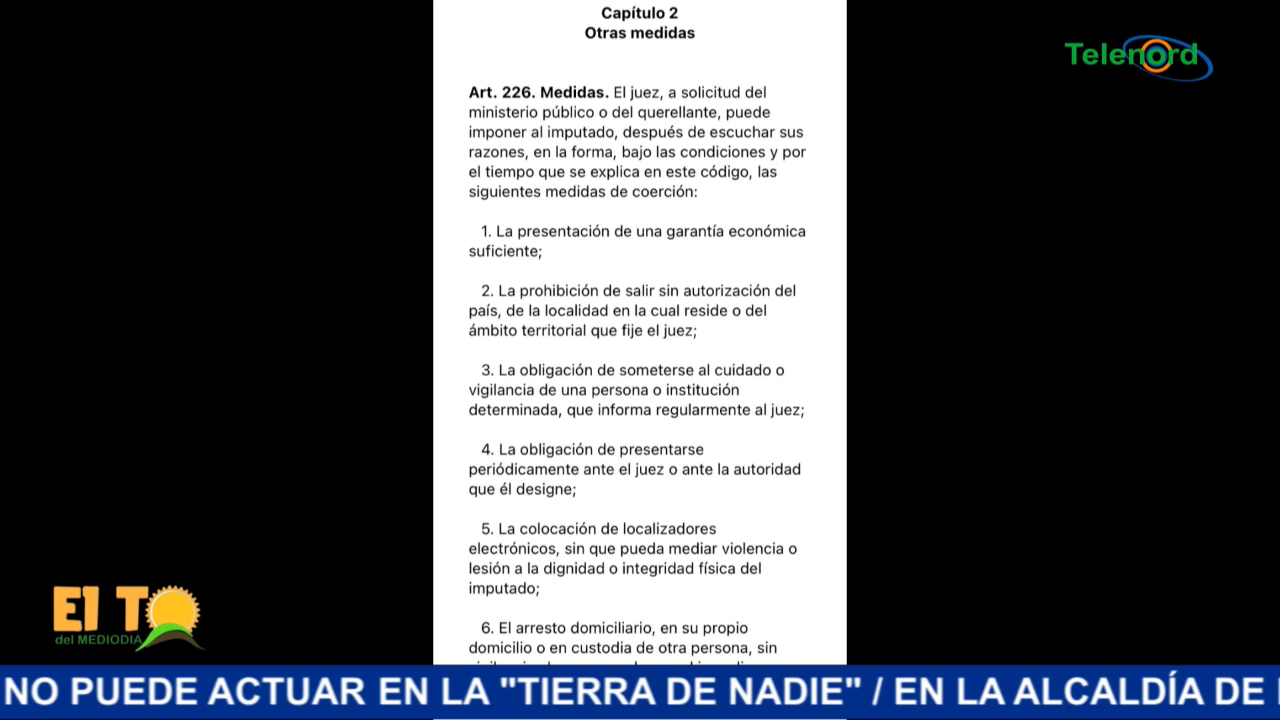 Capítulo 2
Otras medidas
Telenord
Art. 226. Medidas. El juez, a solicitud del
ministerio público o del querellante, puede
imponer al imputado, después de escuchar sus
razones, en la forma, bajo las condiciones y por
el tiempo que se explica en este código, las
siguientes medidas de coerción:
1. La presentación de una garantía económica
suficiente;
2. La prohibición de salir sin autorización del
país, de la localidad en la cual reside o del
ámbito territorial que fije el juez;
3. La obligación de someterse al cuidado o
vigilancia de una persona o institución
determinada, que informa regularmente al juez;
4. La obligación de presentarse
periódicamente ante el juez o ante la autoridad
que él designe;
5. La colocación de localizadores
electrónicos, sin que pueda mediar violencia o
lesión a la dignidad o integridad física del
imputado;
6. El arresto domiciliario, en su propio
domicilio o en custodia de otra persona, sin
El T
del MEDIODIA
NO PUEDE ACTUAR EN LA "TIERRA DE NADIE" / EN LA ALCALDÍA DE